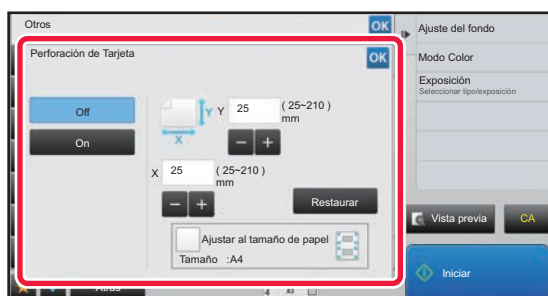 Otros
OK
Perforación de Tarjeta
OK
Off
On
Y
Y
25
( 25~210 )
mm
X
X
25
( 25~210 )
mm
Restaurar
Ajustar al tamaño de papel
Tamaño :A4
Atrás
Ajuste del fondo
Modo Color
Exposición
Seleccionar tipo/exposición
Vista previa
CA
Iniciar